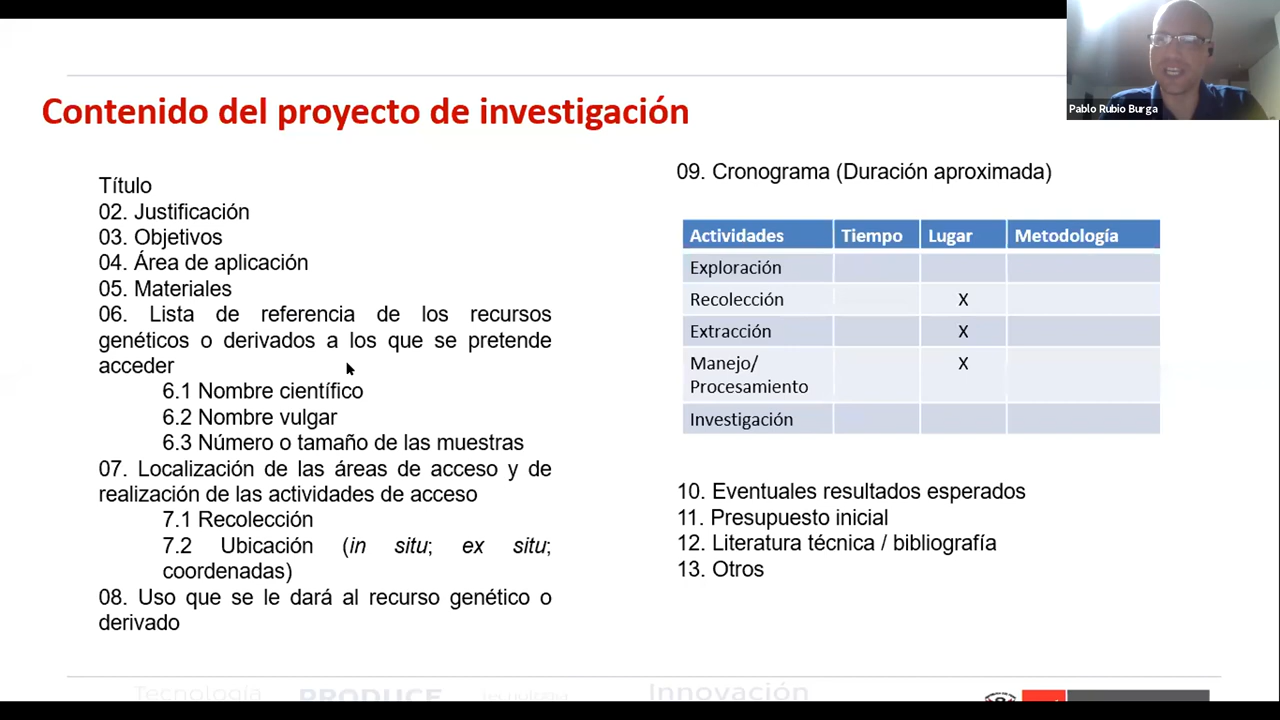 Pablo Rubio Burga
Contenido del proyecto de investigación
Título
02. Justificación
03. Objetivos
04. Área de aplicación
05. Materiales
06. Lista de referencia de los recursos
genéticos o derivados a los que se pretende
acceder
6.1 Nombre científico
6.2 Nombre vulgar
6.3 Número o tamaño de las muestras
07. Localización de las áreas de acceso y de
realización de las actividades de acceso
7.1 Recolección
7.2 Ubicación (in situ; ex situ;
coordenadas)
08. Uso que se le dará al recurso genético o
derivado
09. Cronograma (Duración aproximada)
Actividades Tiempo Lugar Metodología
Exploración
Recolección X
Extracción X
Manejo/ X
Procesamiento
Investigación
10. Eventuales resultados esperados
11. Presupuesto inicial
12. Literatura técnica / bibliografía
13. Otros
Tecnología PRODUCE Innovación